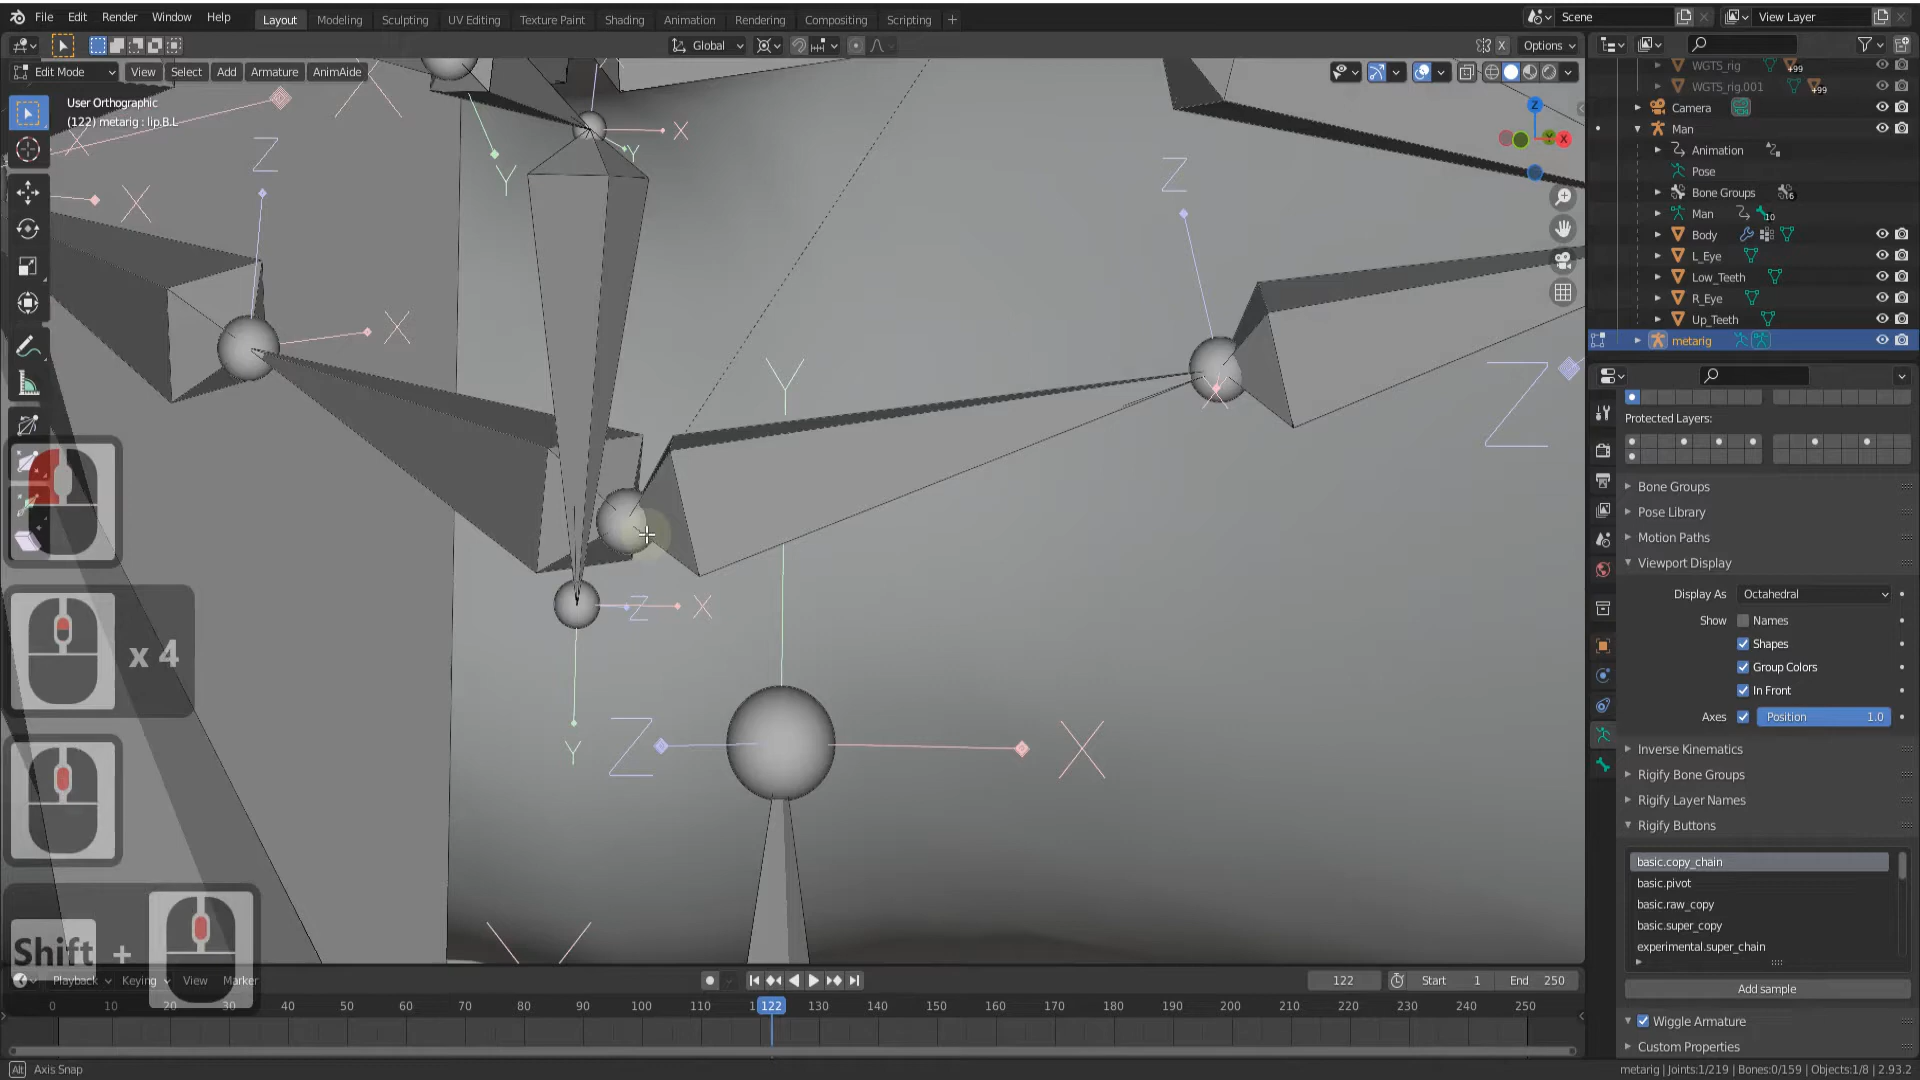 File Edit Render Window Help
Layout Modeling Sculpting UV Editing Texture Paint Shading Animation Rendering Compositing Scripting +
Scene
View Layer
Global
X
Options
Edit Mode
View Select Add Armature AnimAide
User Orthographic
(122) metarig : lip.B.L
Z
X
X
Y
X
Y
Z
X
Z
X
Y
Z
Z
X
Y
Z
X
X
Z
X
WGTS_rig
+99
WGTS_rig.001
+99
Camera
Man
Animation
Pose
Bone Groups
16
Man
10
Body
L_Eye
Low_Teeth
R_Eye
Up_Teeth
metarig
Protected Layers:
Bone Groups
Pose Library
Motion Paths
Viewport Display
Display As Octahedral
Show Names
Shapes
Group Colors
In Front
Axes Position 1.0
Inverse Kinematics
Rigify Bone Groups
Rigify Layer Names
Rigify Buttons
basic.copy_chain
basic.pivot
basic.raw_copy
basic.super_copy
experimental.super_chain
Add sample
Wiggle Armature
Custom Properties
x 4
Shift +
Playback Keying View Marker
122
Start 1
End 250
0 10 20 30 40 50 60 70 80 90 100 110 122 130 140 150 160 170 180 190 200 210 220 230 240 250
Alt Axis Snap
metarig | Joints:1/219 | Bones:0/159 | Objects:1/8 | 2.93.2